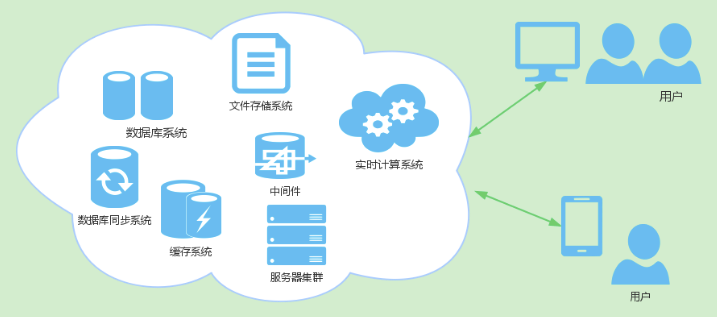 文件存储系统
数据库系统
实时计算系统
中间件
数据库同步系统
缓存系统
服务器集群
用户
用户